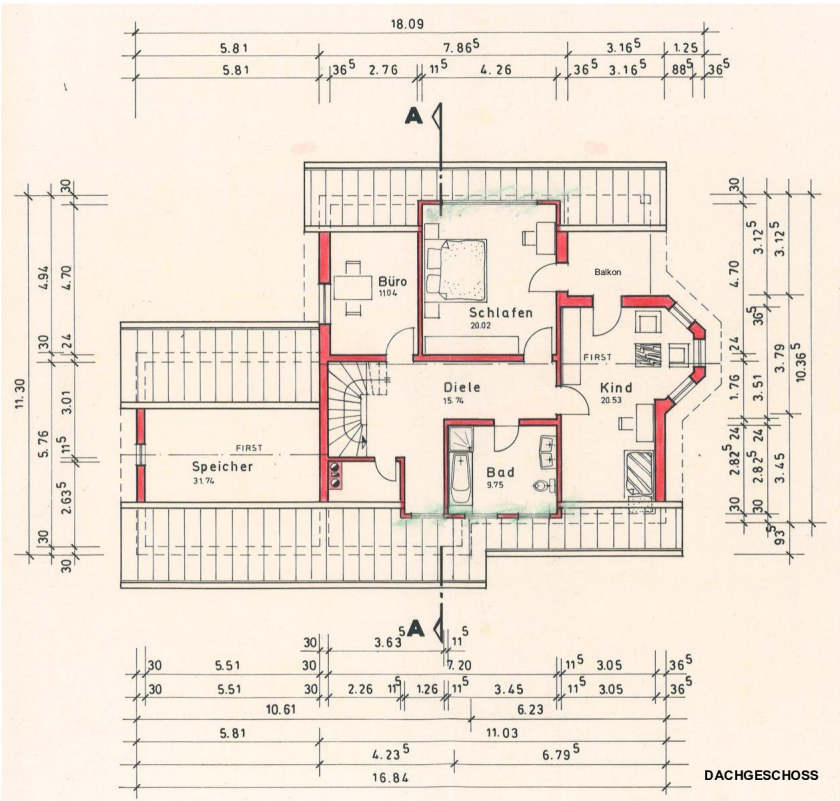 18.09
5.81 7.86⁵ 3.16⁵ 1.25
5.81 36⁵ 2.76 11⁵ 4.26 36⁵ 3.16⁵ 88⁵ 36⁵
A
30 30
4.94 4.70 4.70 3.12⁵ 3.12⁵
Büro
11.04
Schlafen
20.02
Balkon
30 24 24 36⁵
11.30
FIRST
Diele
15.74
Kind
20.53
3.01 1.76 3.51 3.79 10.36⁵
5.76 11⁵ 24 24
FIRST
Speicher
31.74
Bad
9.75
2.63⁵ 2.82⁵ 2.82⁵ 3.45
30 30 30 30
93⁵
A
30 3.63⁵ 11⁵
30 5.51 30 7.20 11⁵ 3.05 36⁵
30 5.51 30 2.26 11⁵ 1.26 11⁵ 3.45 11⁵ 3.05 36⁵
10.61 6.23
5.81 11.03
4.23⁵ 6.79⁵
16.84
DACHGESCHOSS